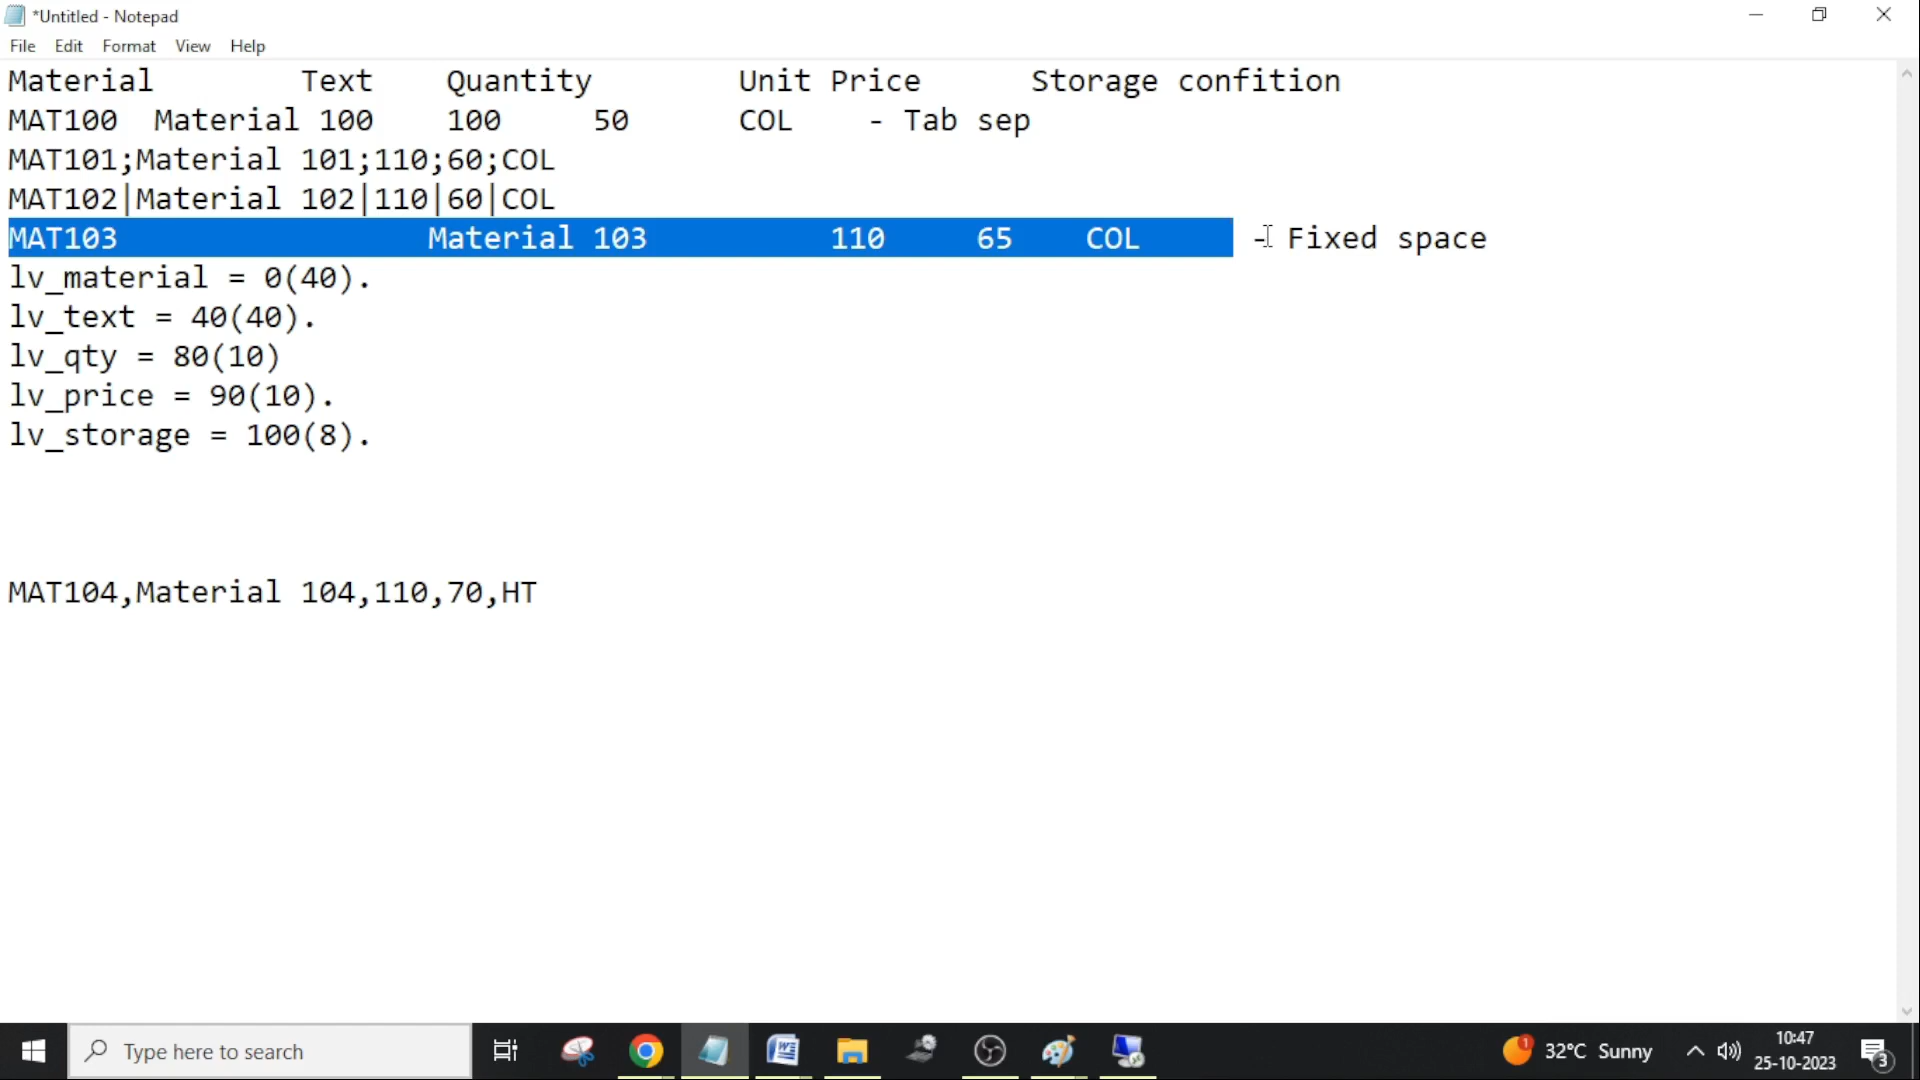 *Untitled - Notepad
File Edit Format View Help
Material Text Quantity Unit Price Storage confition
MAT100 Material 100 100 50 COL - Tab sep
MAT101;Material 101;110;60;COL
MAT102|Material 102|110|60|COL
MAT103 Material 103 110 65 COL - Fixed space
lv_material = 0(40).
lv_text = 40(40).
lv_qty = 80(10)
lv_price = 90(10).
lv_storage = 100(8).
MAT104,Material 104,110,70,HT
Type here to search
1
32°C Sunny
10:47
25-10-2023
3